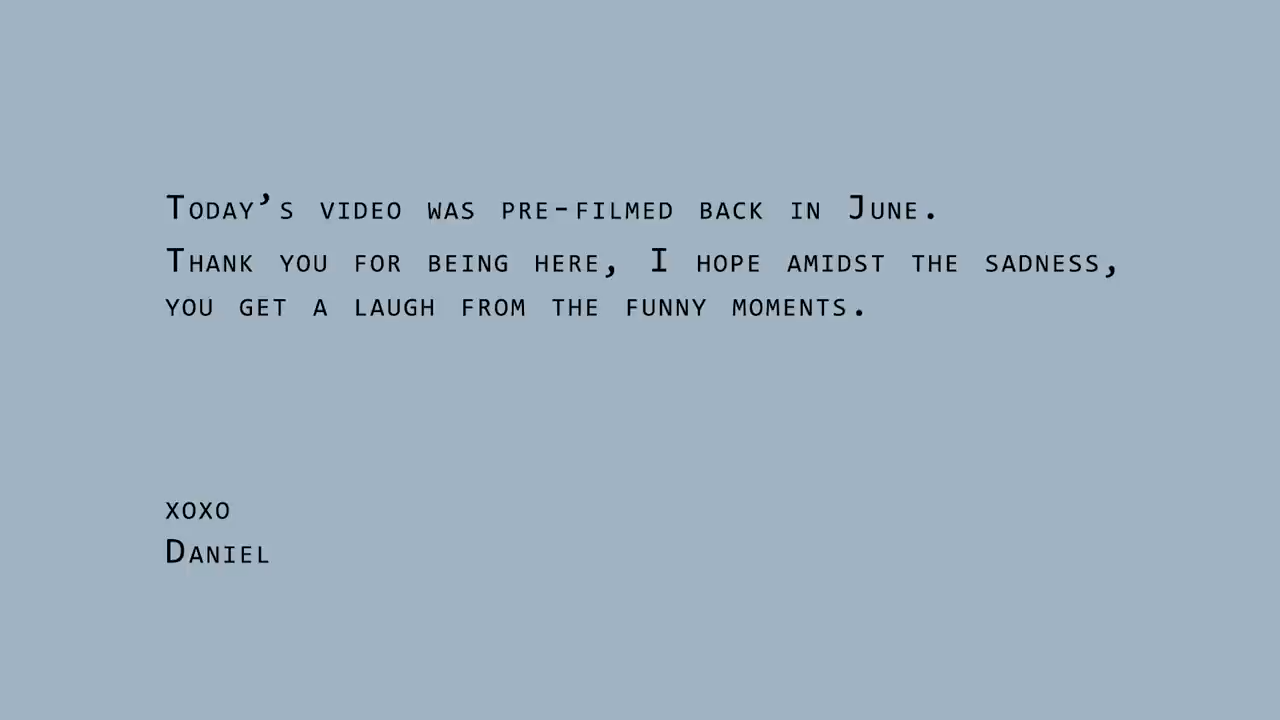 Today’s video was pre-filmed back in June.
Thank you for being here, I hope amidst the sadness,
you get a laugh from the funny moments.
xoxo
Daniel